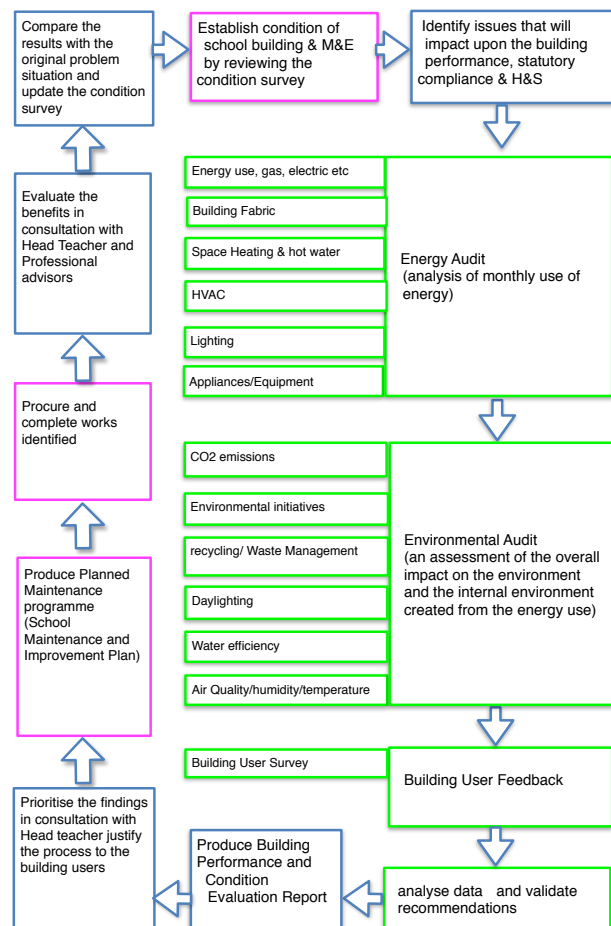 Compare the
results with the
original problem
situation and
update the condition
survey
Establish condition of
school building & M&E
by reviewing the
condition survey
Identify issues that will
impact upon the building
performance, statutory
compliance & H&S
Energy use, gas, electric etc
Building Fabric
Space Heating & hot water
HVAC
Lighting
Appliances/Equipment
Energy Audit
(analysis of monthly use of
energy)
CO2 emissions
Environmental initiatives
recycling/ Waste Management
Daylighting
Water efficiency
Air Quality/humidity/temperature
Environmental Audit
(an assessment of the overall
impact on the environment
and the internal environment
created from the energy use)
Building User Survey
Building User Feedback
analyse data and validate
recommendations
Produce Building
Performance and
Condition
Evaluation Report
Prioritise the findings
in consultation with
Head teacher justify
the process to the
building users
Produce Planned
Maintenance
programme
(School
Maintenance and
Improvement Plan)
Procure and
complete works
identified
Evaluate the
benefits in
consultation with
Head Teacher and
Professional
advisors